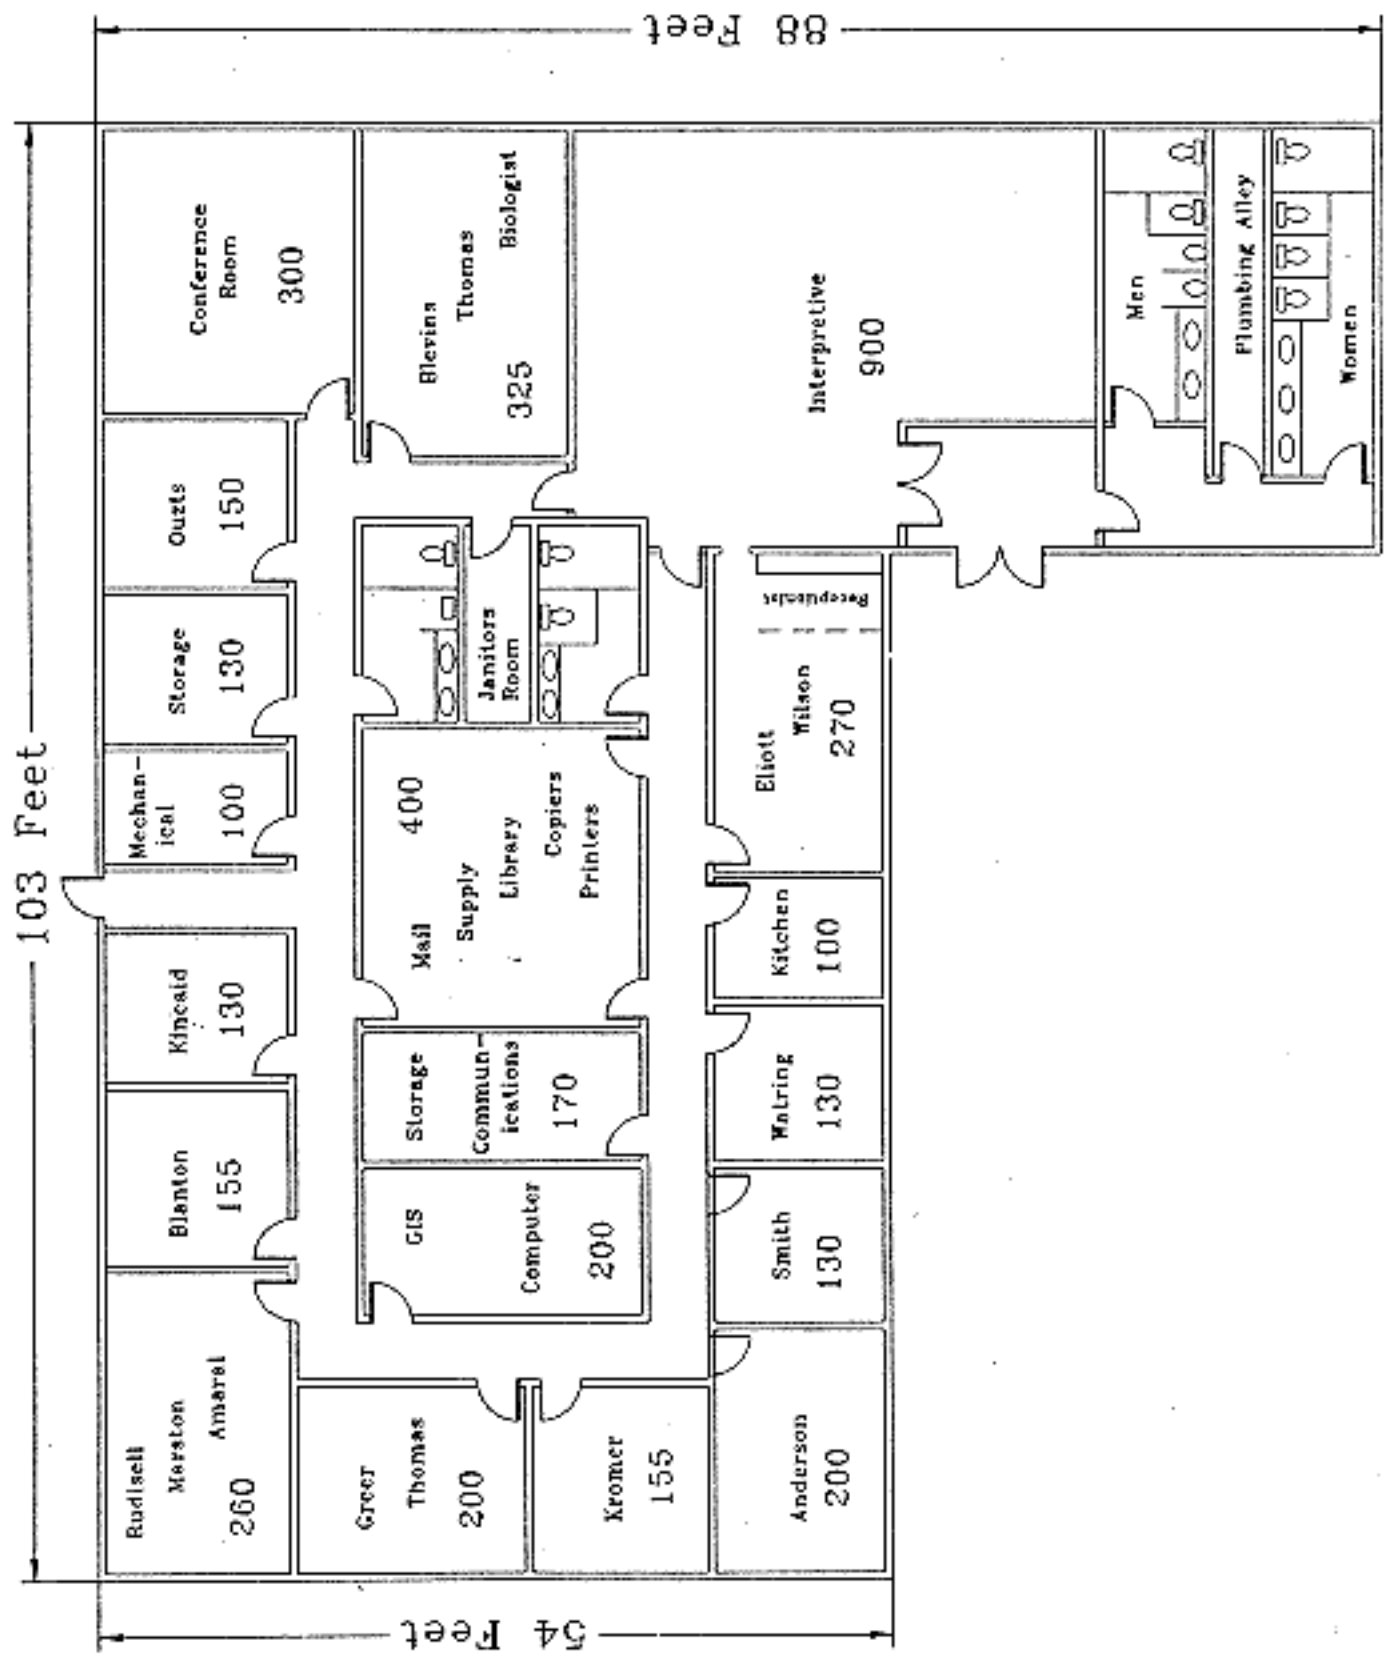 88 Feet
103 Feet
54 Feet
Conference
Room
300
Blevins
Thomas
Biologist
325
Interpretive
900
Men
Plumbing Alley
Women
Ouzts
150
Storage
130
Mechan-
ical
100
Janitors
Room
Receptionist
Eliott
Wilson
270
Mail
Supply
Library
Copiers
Printers
400
Kitchen
100
Kincaid
130
Storage
Commun-
ications
170
Watring
130
Blanton
155
GIS
Computer
200
Smith
130
Rudisell
Marston
Amaral
260
Greer
Thomas
200
Kromer
155
Anderson
200